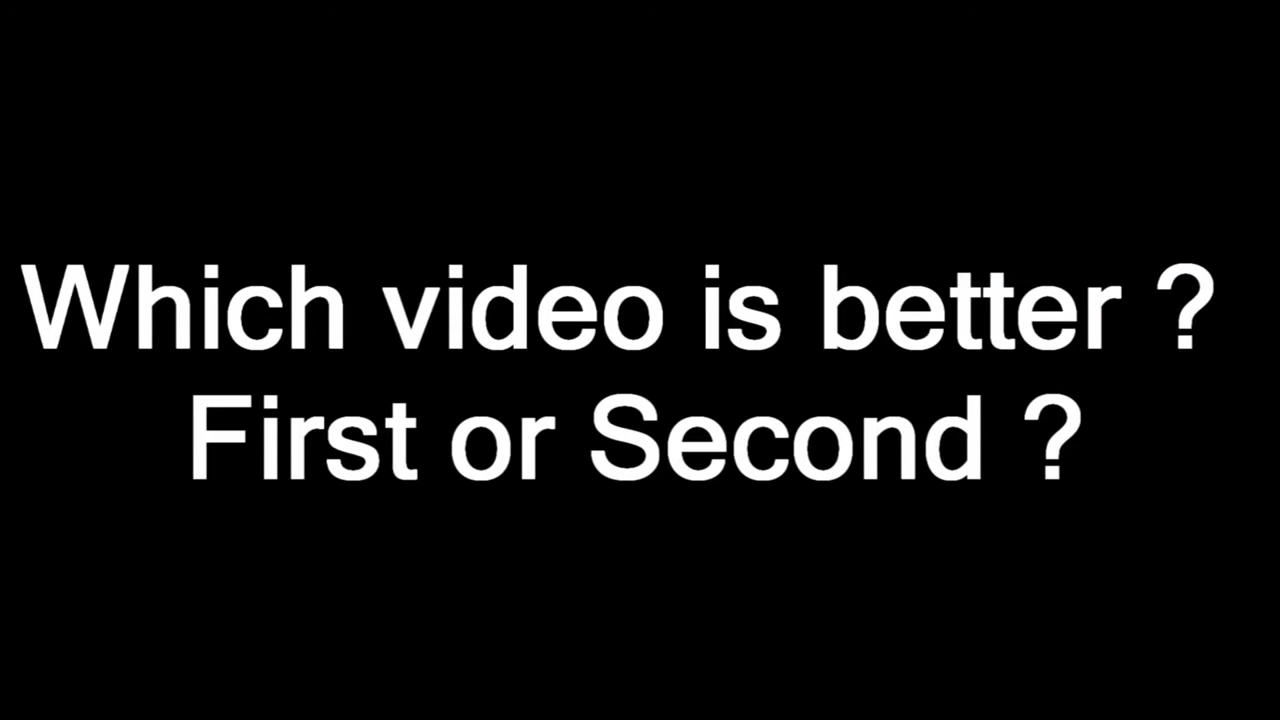 Which video is better ?
First or Second ?